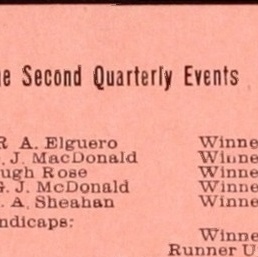 e Second Quarterly Events
R A. Elguero Winne
. J. MacDonald Winne
ugh Rose Winne
G. J. McDonald Winne
. A. Sheahan Winne
ndicaps:
Winne
Runner U